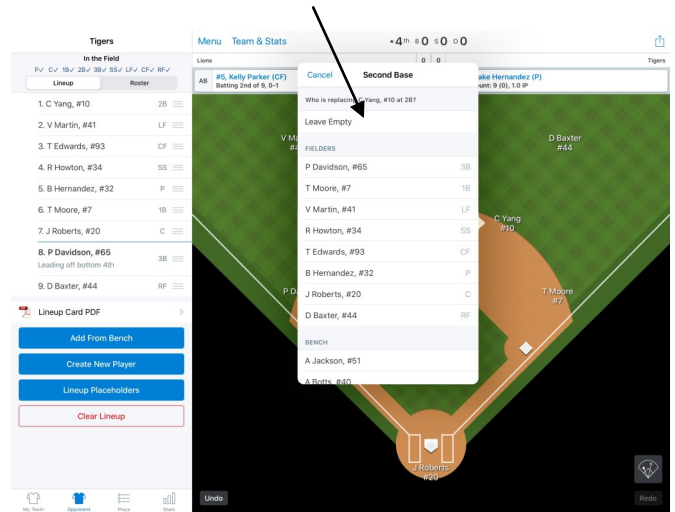 Tigers
In the Field
P✓ C✓ 1B✓ 2B✓ 3B✓ SS✓ LF✓ CF✓ RF✓
Lineup Roster
1. C Yang, #10 2B
2. V Martin, #41 LF
3. T Edwards, #93 CF
4. R Howton, #34 SS
5. B Hernandez, #32 P
6. T Moore, #7 1B
7. J Roberts, #20 C
8. P Davidson, #65 3B
Leading off bottom 4th
9. D Baxter, #44 RF
Lineup Card PDF
Add From Bench
Create New Player
Lineup Placeholders
Clear Lineup
My Team Opponent Plays Stats
Menu Team & Stats ▲4th B 0 S 0 O 0
Lions 0 0 Tigers
AB #5, Kelly Parker (CF)
Batting 2nd of 9, 0-1
ake Hernandez (P)
unt: 9 (0), 1.0 IP
Cancel Second Base
Who is replacing C Yang, #10 at 2B?
Leave Empty
FIELDERS
P Davidson, #65 3B
T Moore, #7 1B
V Martin, #41 LF
R Howton, #34 SS
T Edwards, #93 CF
B Hernandez, #32 P
J Roberts, #20 C
D Baxter, #44 RF
BENCH
A Jackson, #51
A Botts, #40
V Ma
#4
D Baxter
#44
C Yang
#10
P Da
T Moore
#7
J Roberts
#20
Undo Redo